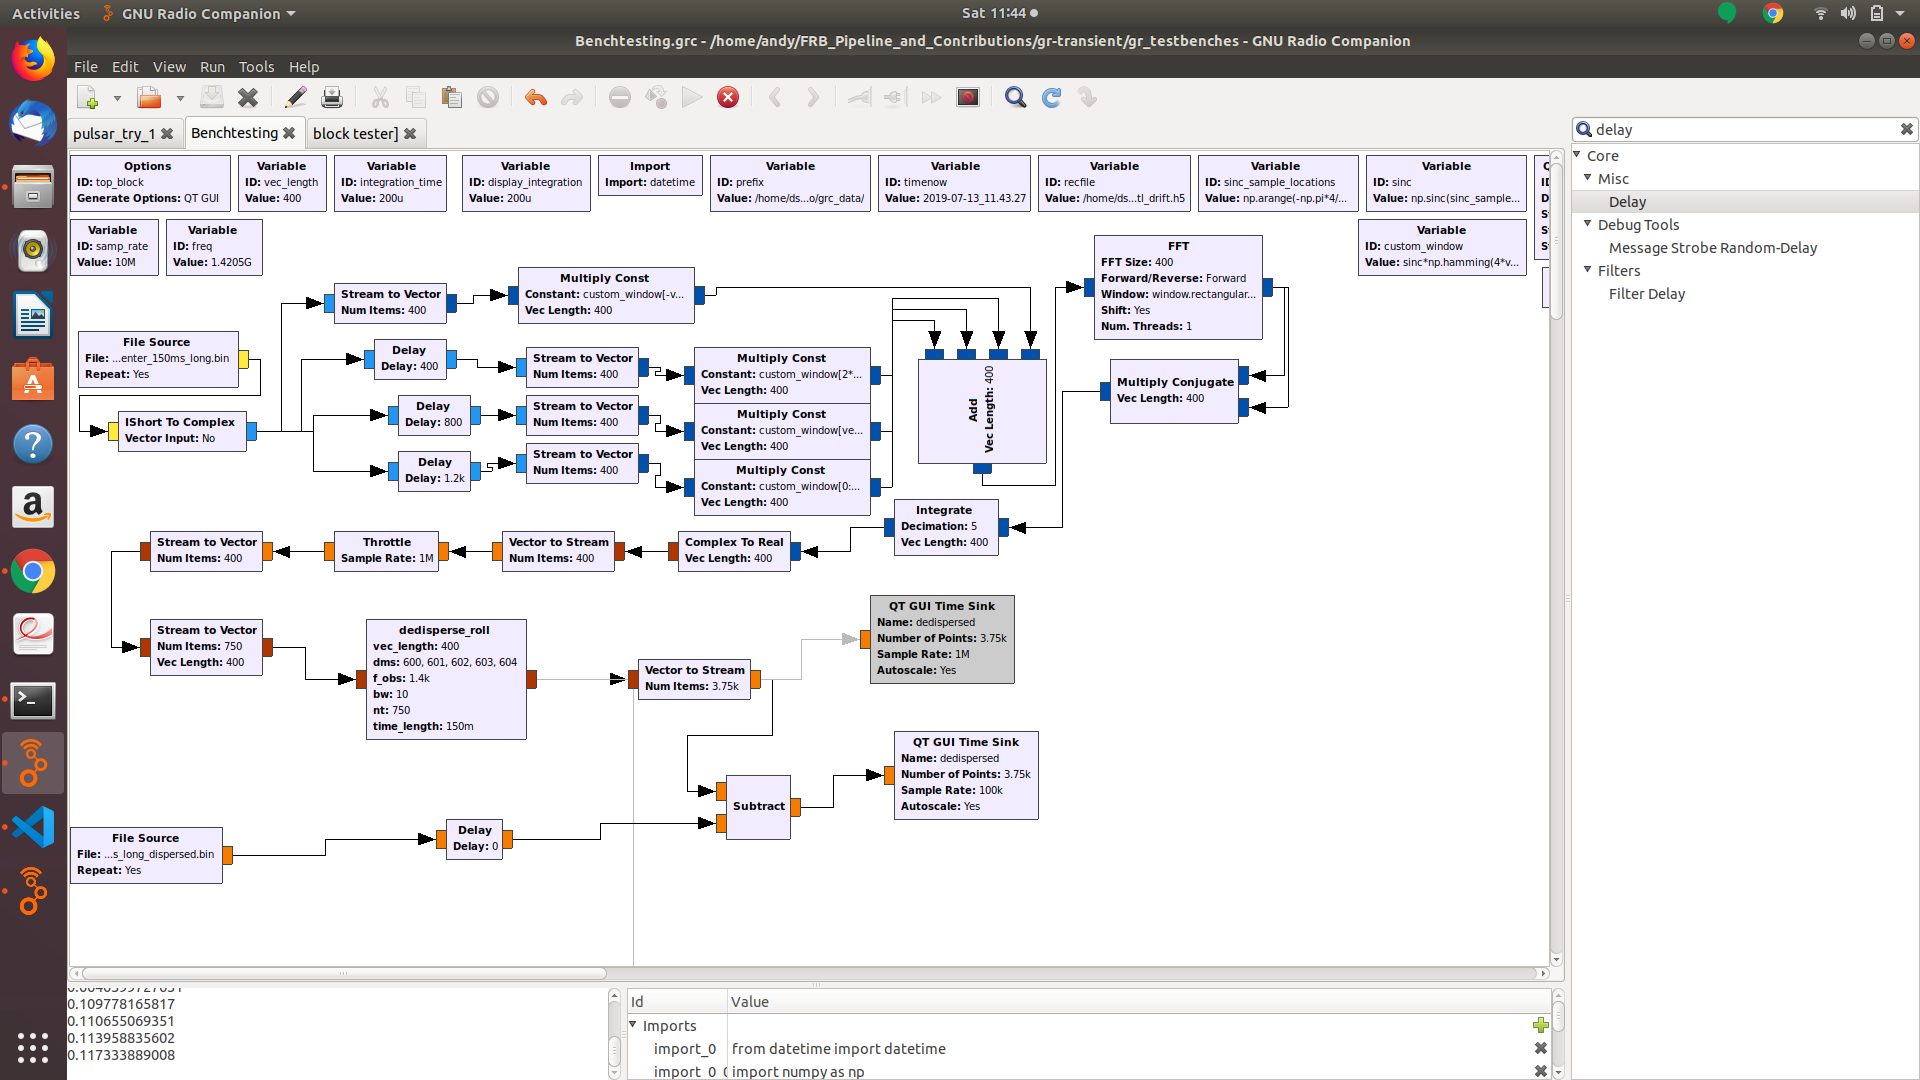 Activities
GNU Radio Companion
Sat 11:44
Benchtesting.grc - /home/andy/FRB_Pipeline_and_Contributions/gr-transient/gr_testbenches - GNU Radio Companion
File Edit View Run Tools Help
pulsar_try_1
Benchtesting
block tester]
delay
Core
Misc
Delay
Debug Tools
Message Strobe Random-Delay
Filters
Filter Delay
Options
ID: top_block
Generate Options: QT GUI
Variable
ID: vec_length
Value: 400
Variable
ID: integration_time
Value: 200u
Variable
ID: display_integration
Value: 200u
Import
Import: datetime
Variable
ID: prefix
Value: /home/ds...o/grc_data/
Variable
ID: timenow
Value: 2019-07-13_11.43.27
Variable
ID: recfile
Value: /home/ds...tl_drift.h5
Variable
ID: sinc_sample_locations
Value: np.arange(-np.pi*4/...
Variable
ID: sinc
Value: np.sinc(sinc_sample...
Variable
ID: samp_rate
Value: 10M
Variable
ID: freq
Value: 1.4205G
Variable
ID: custom_window
Value: sinc*np.hamming(4*v...
FFT
FFT Size: 400
Forward/Reverse: Forward
Window: window.rectangular...
Shift: Yes
Num. Threads: 1
Stream to Vector
Num Items: 400
Multiply Const
Constant: custom_window[-v...
Vec Length: 400
File Source
File: ...enter_150ms_long.bin
Repeat: Yes
Delay
Delay: 400
Stream to Vector
Num Items: 400
Multiply Const
Constant: custom_window[2*...
Vec Length: 400
Add
Vec Length: 400
Multiply Conjugate
Vec Length: 400
IShort To Complex
Vector Input: No
Delay
Delay: 800
Stream to Vector
Num Items: 400
Multiply Const
Constant: custom_window[ve...
Vec Length: 400
Delay
Delay: 1.2k
Stream to Vector
Num Items: 400
Multiply Const
Constant: custom_window[0:...
Vec Length: 400
Integrate
Decimation: 5
Vec Length: 400
Stream to Vector
Num Items: 400
Throttle
Sample Rate: 1M
Vector to Stream
Num Items: 400
Complex To Real
Vec Length: 400
Stream to Vector
Num Items: 750
Vec Length: 400
dedisperse_roll
vec_length: 400
dms: 600, 601, 602, 603, 604
f_obs: 1.4k
bw: 10
nt: 750
time_length: 150m
Vector to Stream
Num Items: 3.75k
QT GUI Time Sink
Name: dedispersed
Number of Points: 3.75k
Sample Rate: 1M
Autoscale: Yes
QT GUI Time Sink
Name: dedispersed
Number of Points: 3.75k
Sample Rate: 100k
Autoscale: Yes
Subtract
File Source
File: ...s_long_dispersed.bin
Repeat: Yes
Delay
Delay: 0
0.109778165817
0.110655069351
0.113958835602
0.117333889008
Id Value
Imports
import_0 from datetime import datetime
import_0_0 import numpy as np